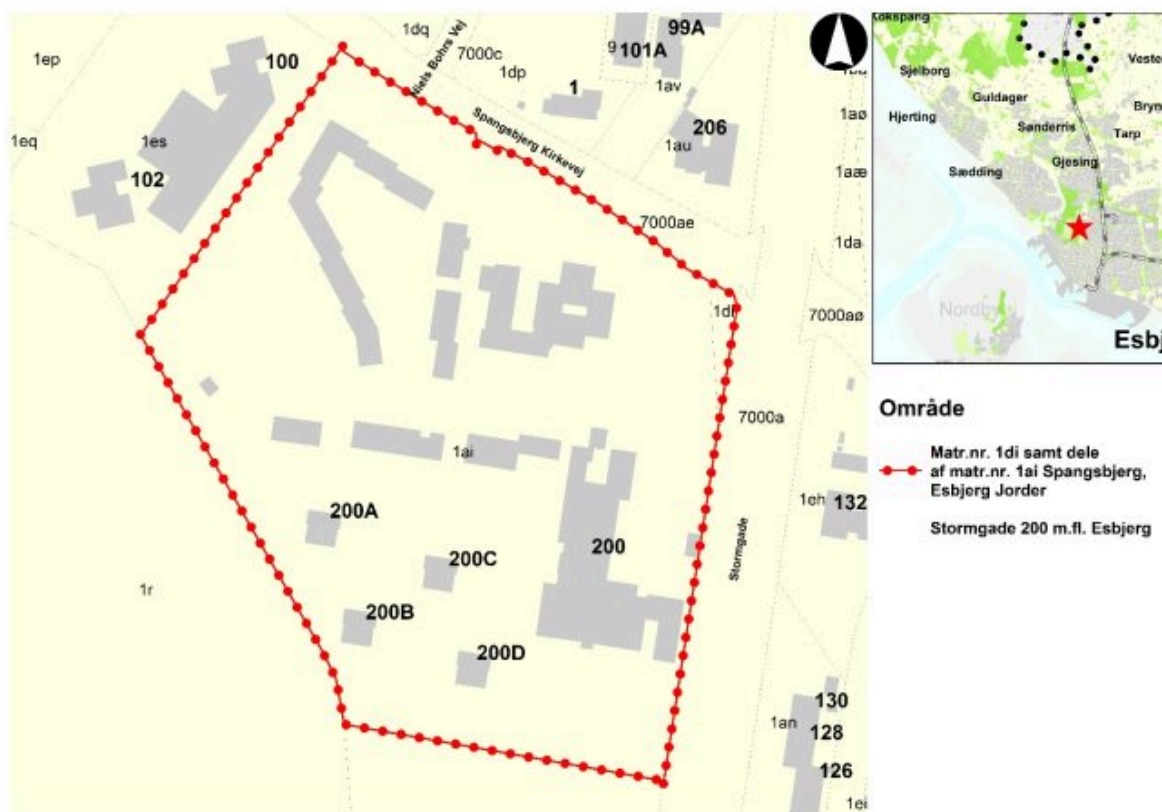 1dq
7000c
Niels Bohrs Vej
1dp
1ep
100
9
101A
99A
1av
1
206
1au
Spangsbjerg Kirkevej
1eq
1es
102
1aø
1aæ
7000ae
1da
1di
7000aø
7000a
1ai
1eh
132
200A
200C
200
Stormgade
1r
200B
200D
130
1an
128
126
1ei
Kokspang
Sjelborg
Veste
Guldager
Bryn
Hjerting
Sønderris
Tarp
Gjesing
Sædding
Nordby
Esbj
Område
Matr.nr. 1di samt dele
af matr.nr. 1ai Spangsbjerg,
Esbjerg Jorder
Stormgade 200 m.fl. Esbjerg